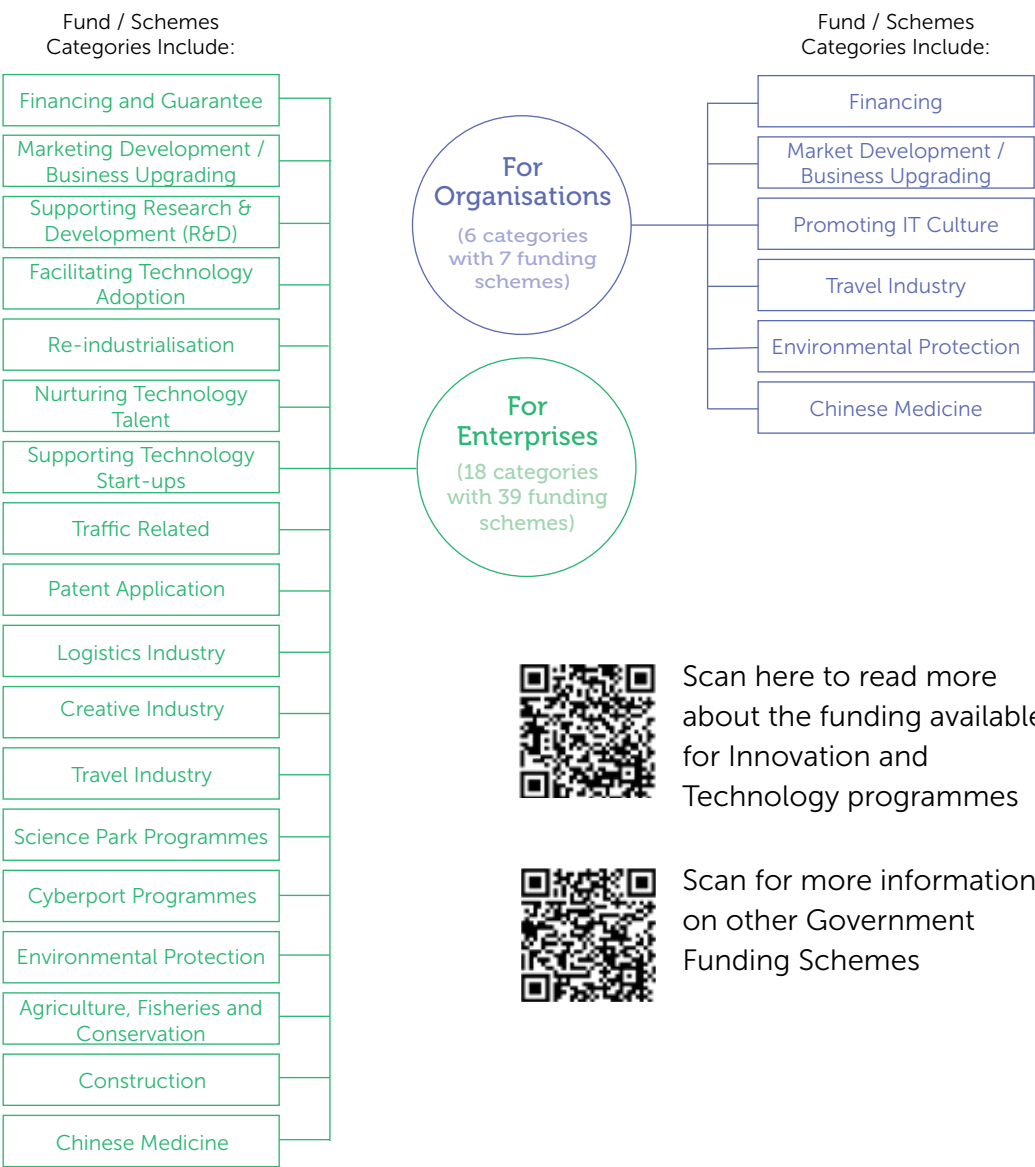 Fund / Schemes
Categories Include:
Financing and Guarantee
Marketing Development /
Business Upgrading
Supporting Research &
Development (R&D)
Facilitating Technology
Adoption
Re-industrialisation
Nurturing Technology
Talent
Supporting Technology
Start-ups
Traffic Related
Patent Application
Logistics Industry
Creative Industry
Travel Industry
Science Park Programmes
Cyberport Programmes
Environmental Protection
Agriculture, Fisheries and
Conservation
Construction
Chinese Medicine
For
Organisations
(6 categories
with 7 funding
schemes)
For
Enterprises
(18 categories
with 39 funding
schemes)
Fund / Schemes
Categories Include:
Financing
Market Development /
Business Upgrading
Promoting IT Culture
Travel Industry
Environmental Protection
Chinese Medicine
Scan here to read more
about the funding available
for Innovation and
Technology programmes
Scan for more information
on other Government
Funding Schemes